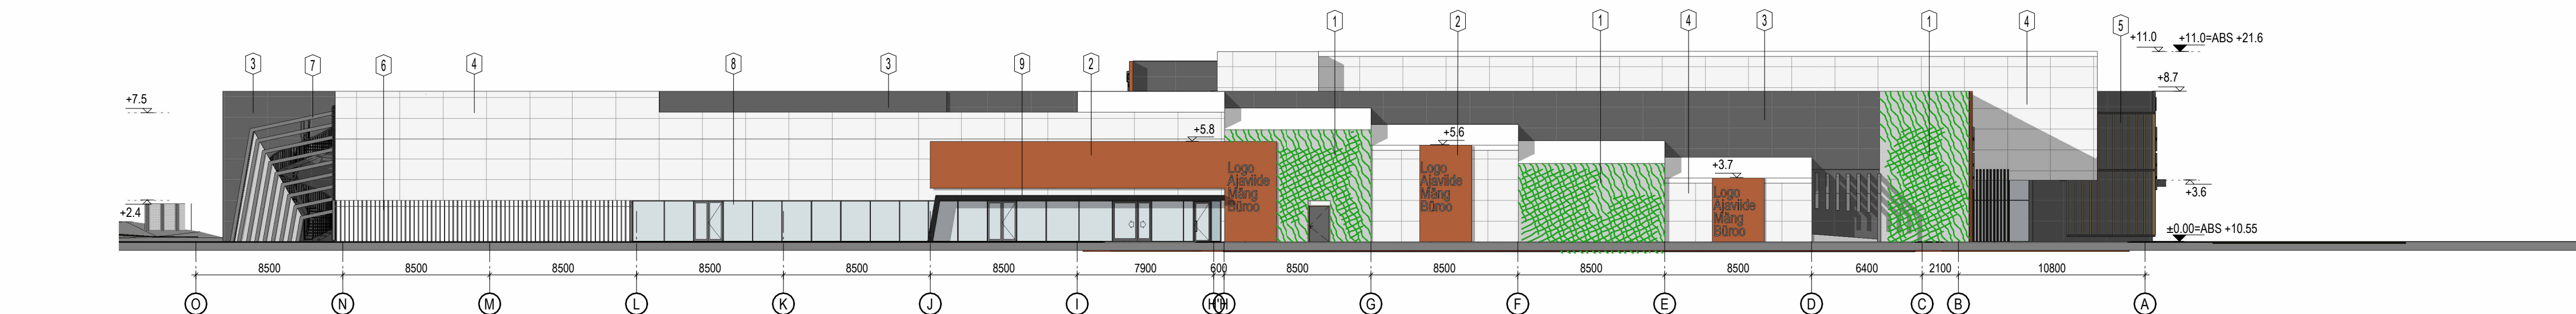 1
2
1
4
3
1
4
5
+11.0
+11.0=ABS +21.6
3
7
6
4
8
3
9
2
+7.5
+8.7
+5.8
+5.6
+3.7
Logo
Ajaviide
Mäng
Büroo
Logo
Ajaviide
Mäng
Büroo
Logo
Ajaviide
Mäng
Büroo
+2.4
+3.6
±0.00=ABS +10.55
8500 8500 8500 8500 8500 8500 7900 600 8500 8500 8500 8500 6400 2100 10800
O N M L K J I H' H G F E D C B A